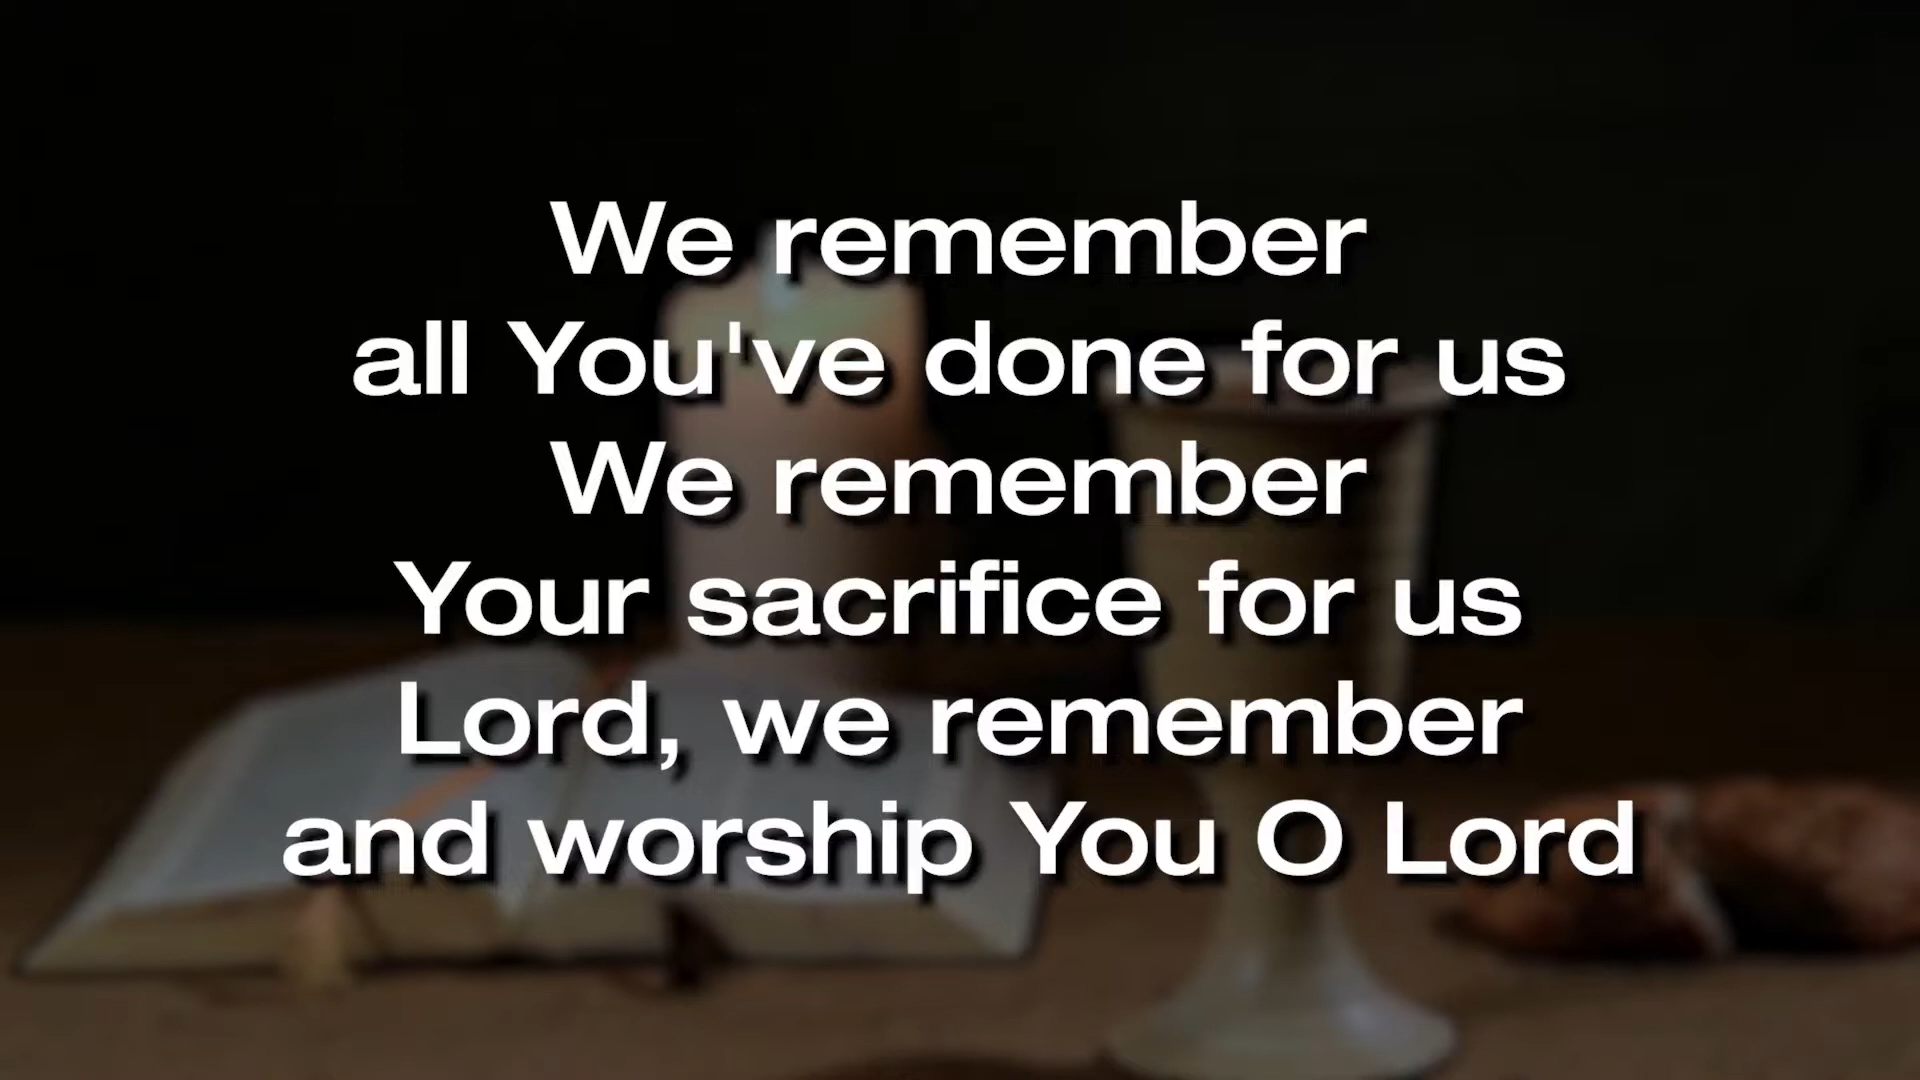 We remember
all You've done for us
We remember
Your sacrifice for us
Lord, we remember
and worship You O Lord